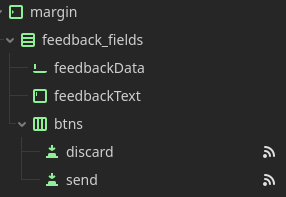 margin
feedback_fields
feedbackData
feedbackText
btns
discard
send